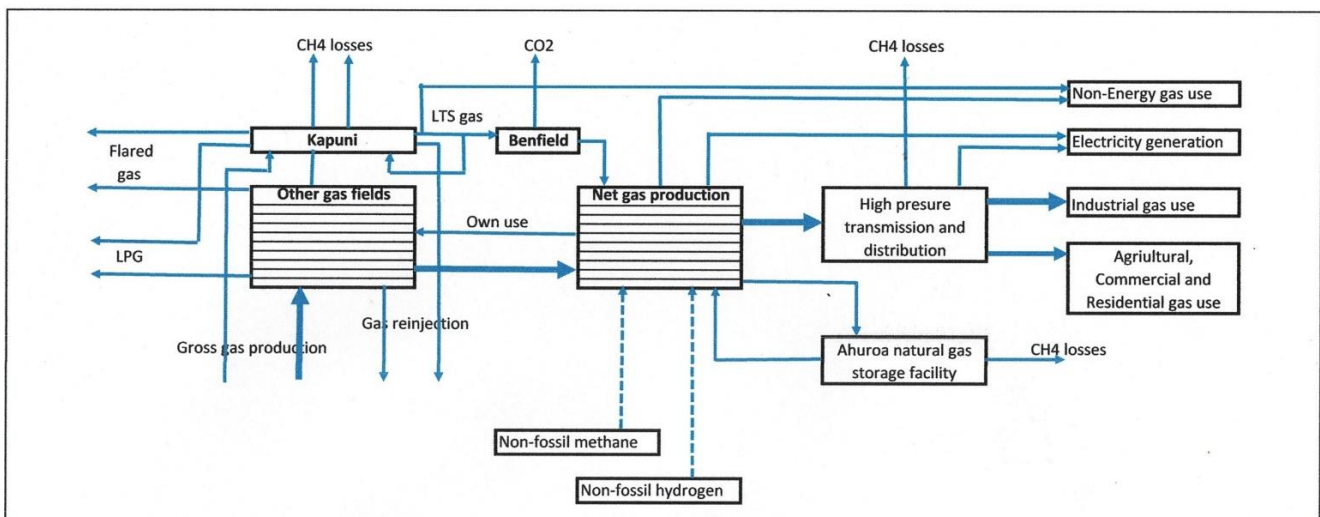 CH4 losses
CO2
CH4 losses
Non-Energy gas use
LTS gas
Kapuni
Benfield
Electricity generation
Flared
gas
Other gas fields
Net gas production
High presure
transmission and
distribution
Industrial gas use
Own use
LPG
Agriultural,
Commercial and
Residential gas use
Gas reinjection
Gross gas production
Ahuroa natural gas
storage facility
CH4 losses
Non-fossil methane
Non-fossil hydrogen